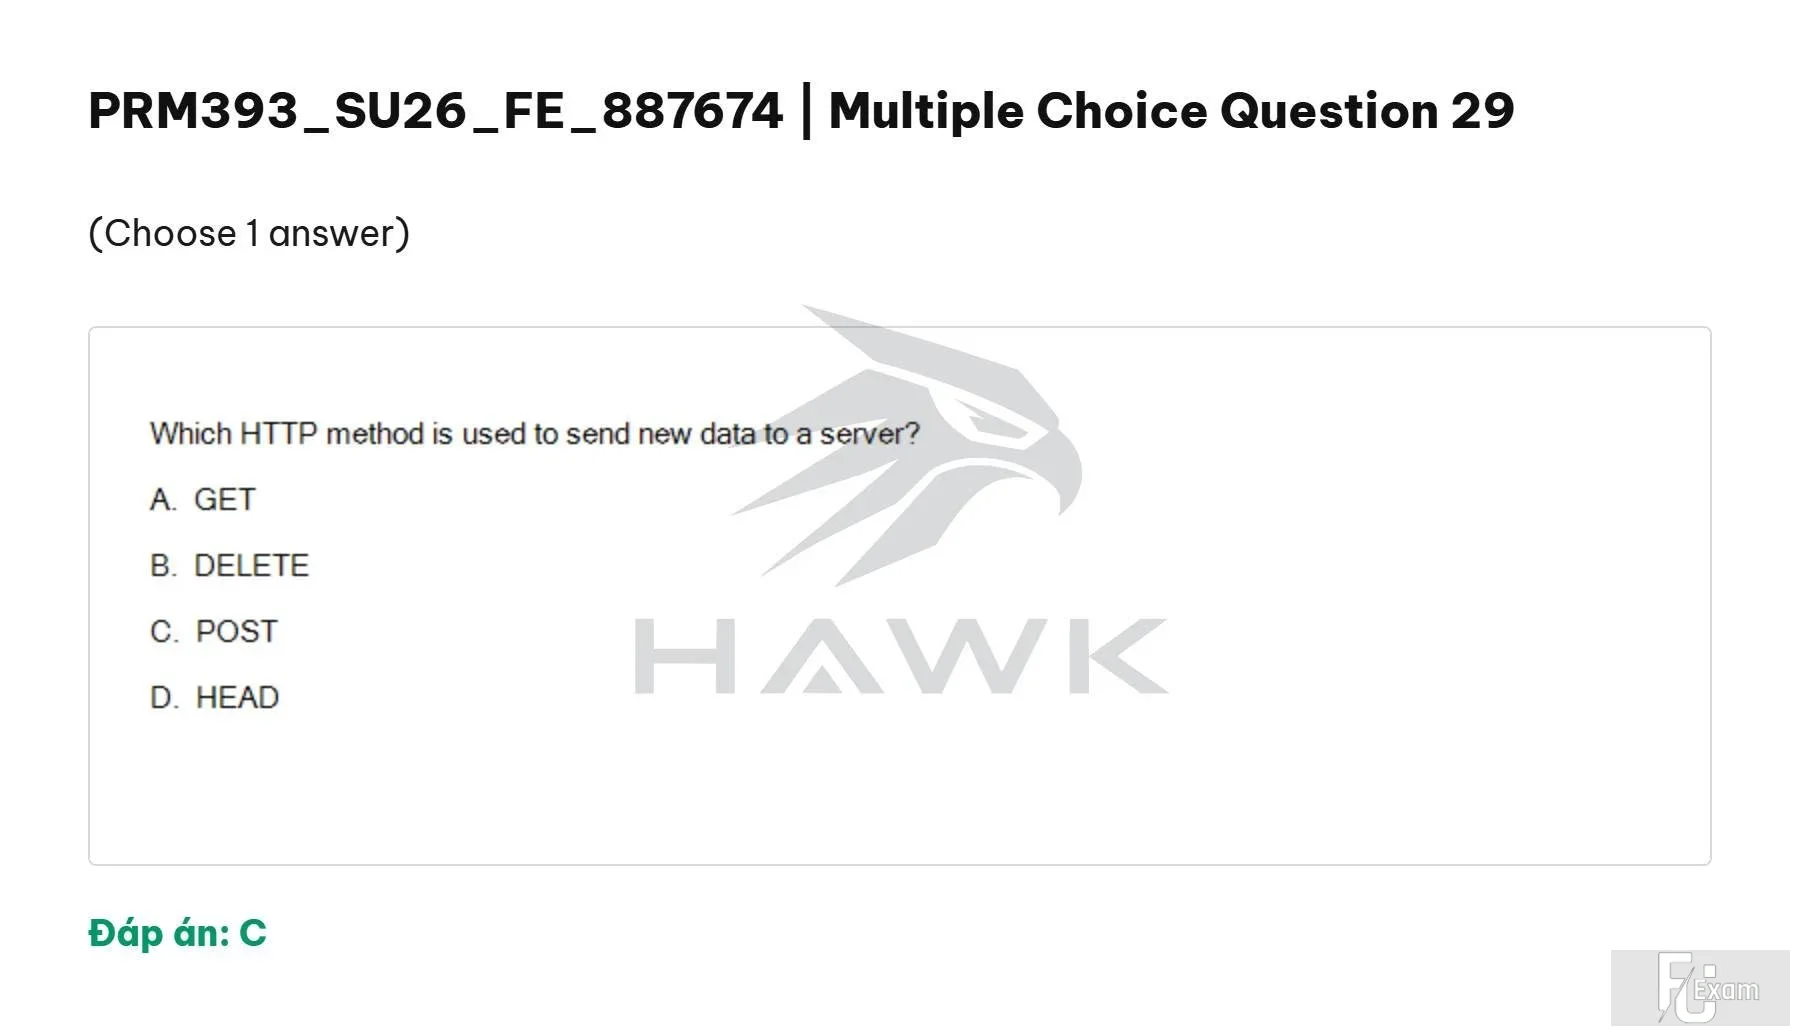 PRM393_SU26_FE_887674 | Multiple Choice Question 29
(Choose 1 answer)
Which HTTP method is used to send new data to a server?
A. GET
B. DELETE
C. POST
D. HEAD
HAWK
Đáp án: C
FU Exam